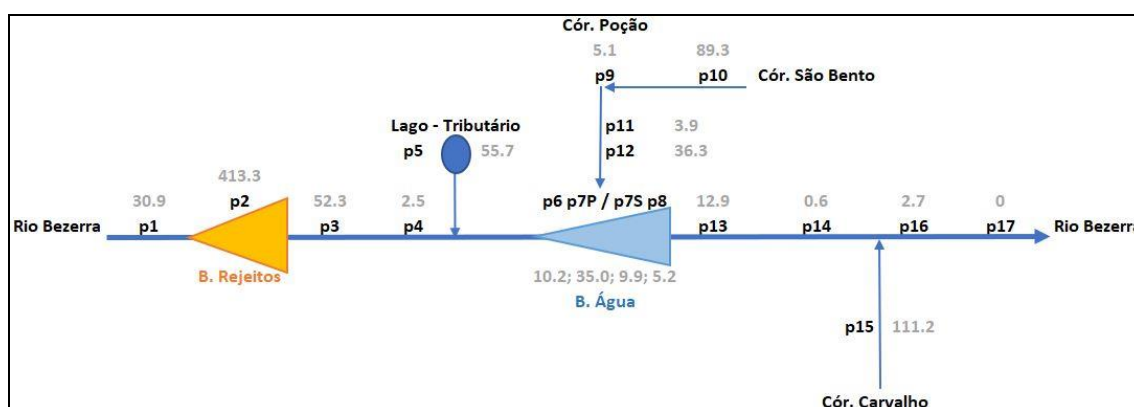 Cór. Poção
5.1 89.3
p9 p10 Cór. São Bento
Lago - Tributário
p5 55.7
p11 3.9
p12 36.3
413.3
30.9 p2 52.3 2.5
p6 p7P / p7S p8 12.9 0.6 2.7 0
Rio Bezerra p1 p3 p4 p13 p14 p16 p17 Rio Bezerra
B. Rejeitos
10.2; 35.0; 9.9; 5.2
B. Água
p15 111.2
Cór. Carvalho